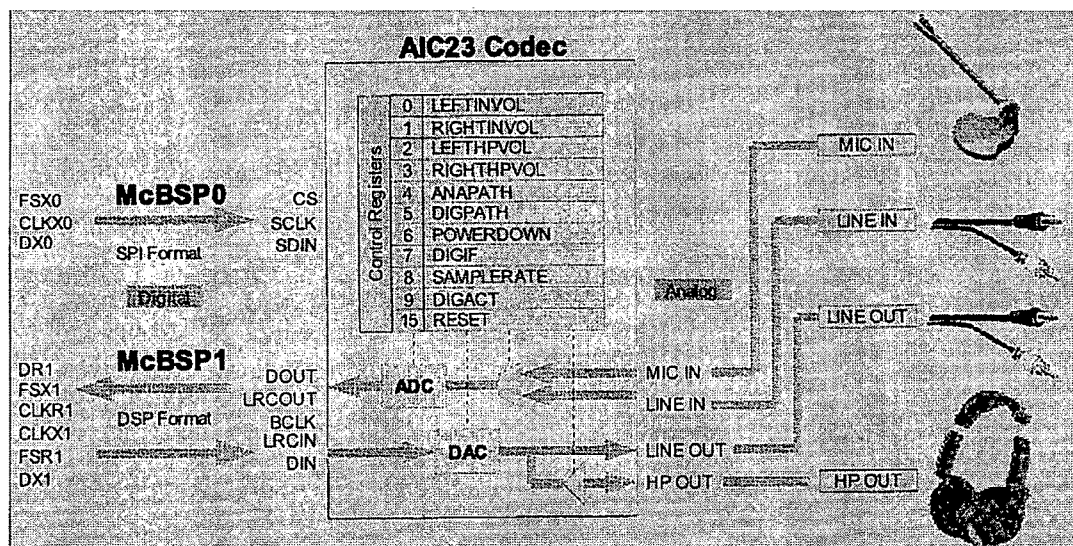 AIC23 Codec
Control Registers
0 LEFTINVOL
1 RIGHTINVOL
2 LEFTHPVOL
3 RIGHTHPVOL
4 ANAPATH
5 DIGPATH
6 POWERDOWN
7 DIGIF
8 SAMPLERATE
9 DIGACT
15 RESET
McBSP0
FSX0
CLKX0
DX0
SPI Format
CS
SCLK
SDIN
Digital
Analog
McBSP1
DR1
FSX1
CLKR1
CLKX1
FSR1
DX1
DSP Format
DOUT
LRCOUT
BCLK
LRCIN
DIN
ADC
DAC
MIC IN
LINE IN
LINE OUT
HP OUT
MIC IN
LINE IN
LINE OUT
HP OUT